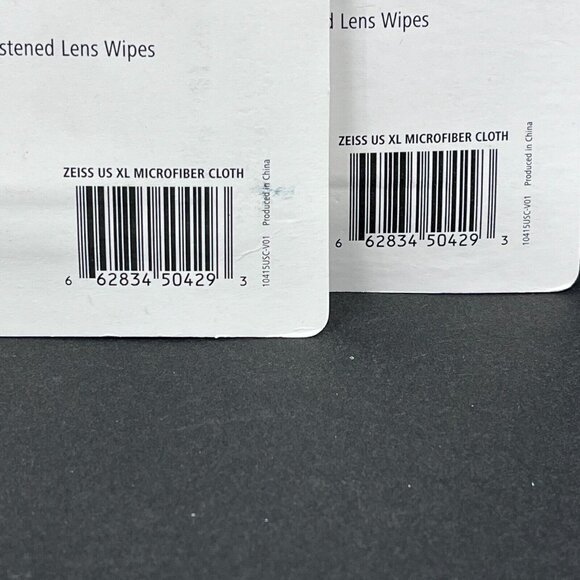 stened Lens Wipes
ZEISS US XL MICROFIBER CLOTH
6 62834 50429 3
10415USC-V01 Produced in China
d Lens Wipes
ZEISS US XL MICROFIBER CLOTH
6 62834 50429 3
10415USC-V01 Produced in China